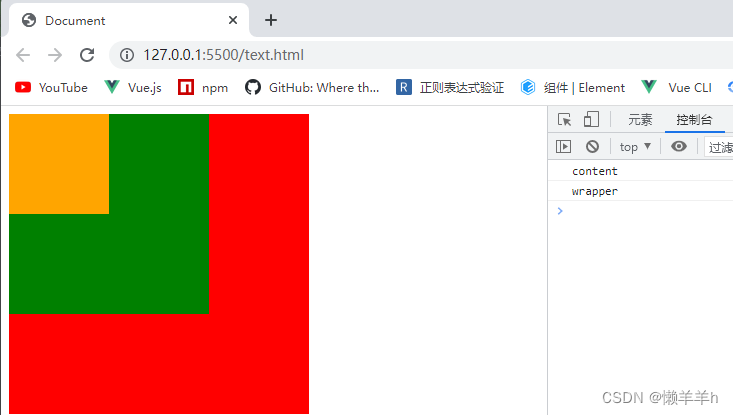 Document
127.0.0.1:5500/text.html
YouTube Vue.js npm GitHub: Where th... R 正则表达式验证 组件 | Element Vue CLI
元素 控制台
top 过滤
content
wrapper
CSDN @懒羊羊h